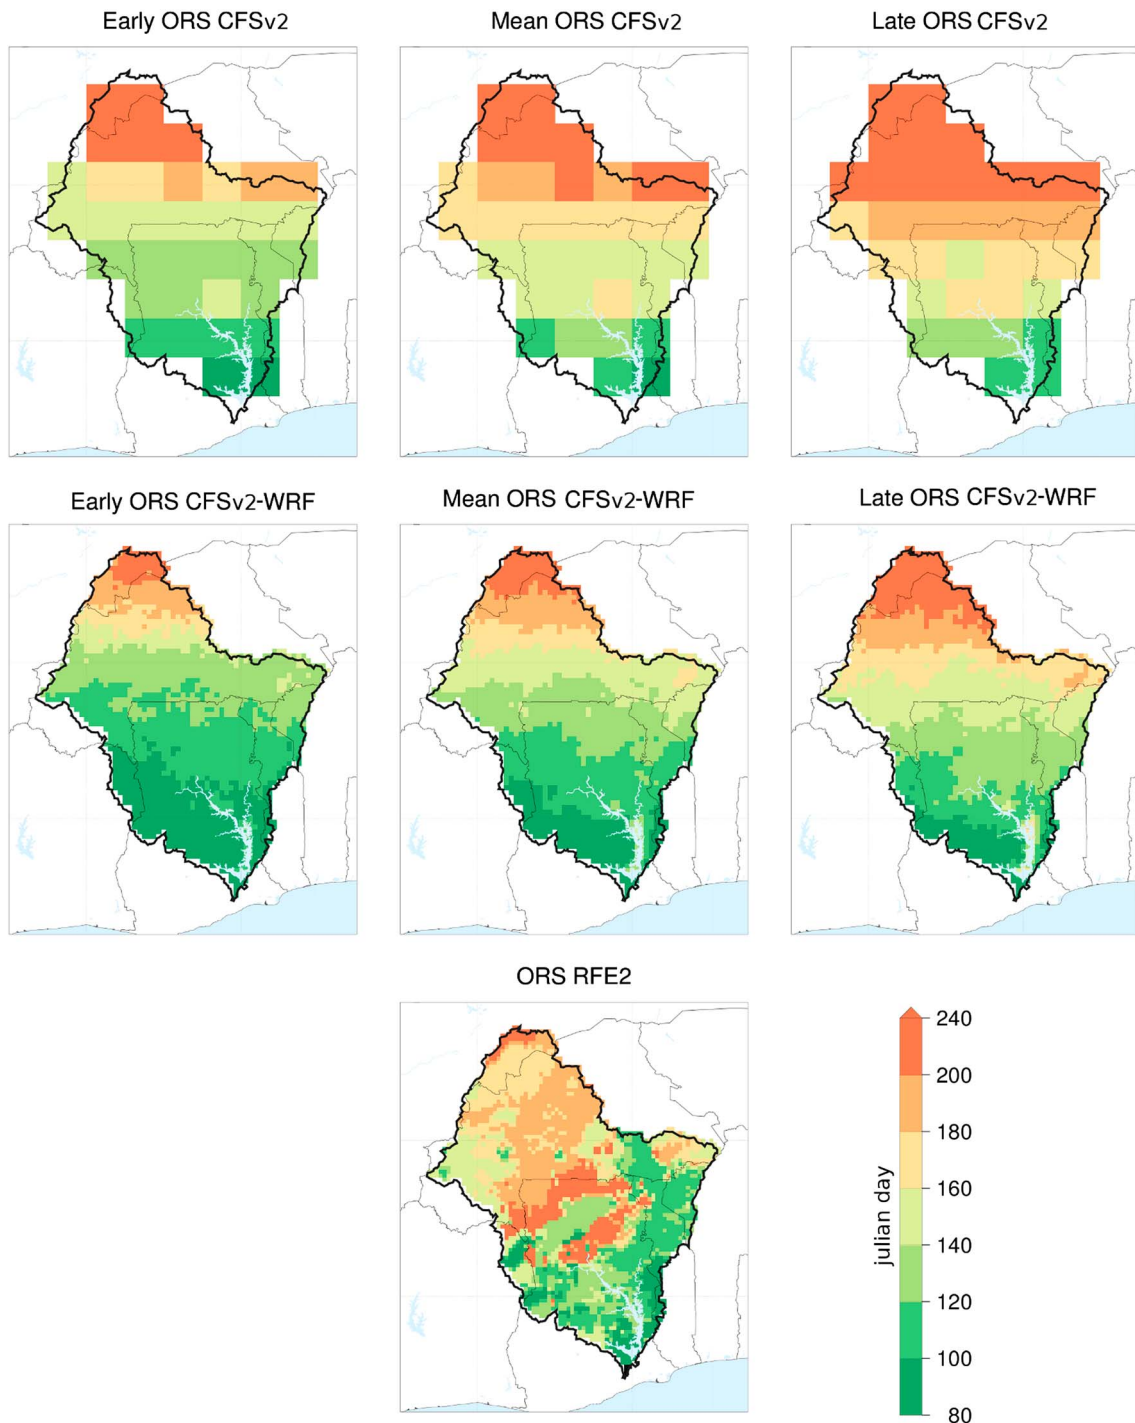 Early ORS CFSv2
Mean ORS CFSv2
Late ORS CFSv2
Early ORS CFSv2-WRF
Mean ORS CFSv2-WRF
Late ORS CFSv2-WRF
ORS RFE2
julian day
240
200
180
160
140
120
100
80